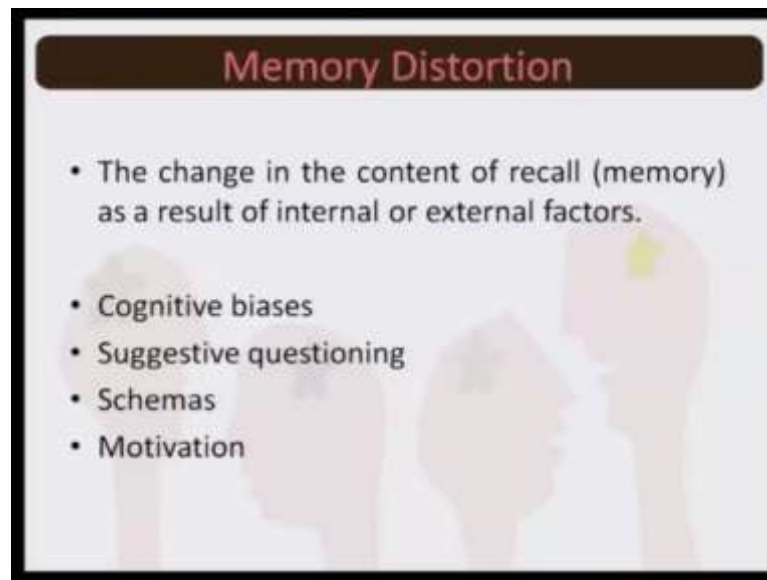 Memory Distortion
• The change in the content of recall (memory)
as a result of internal or external factors.
• Cognitive biases
• Suggestive questioning
• Schemas
• Motivation